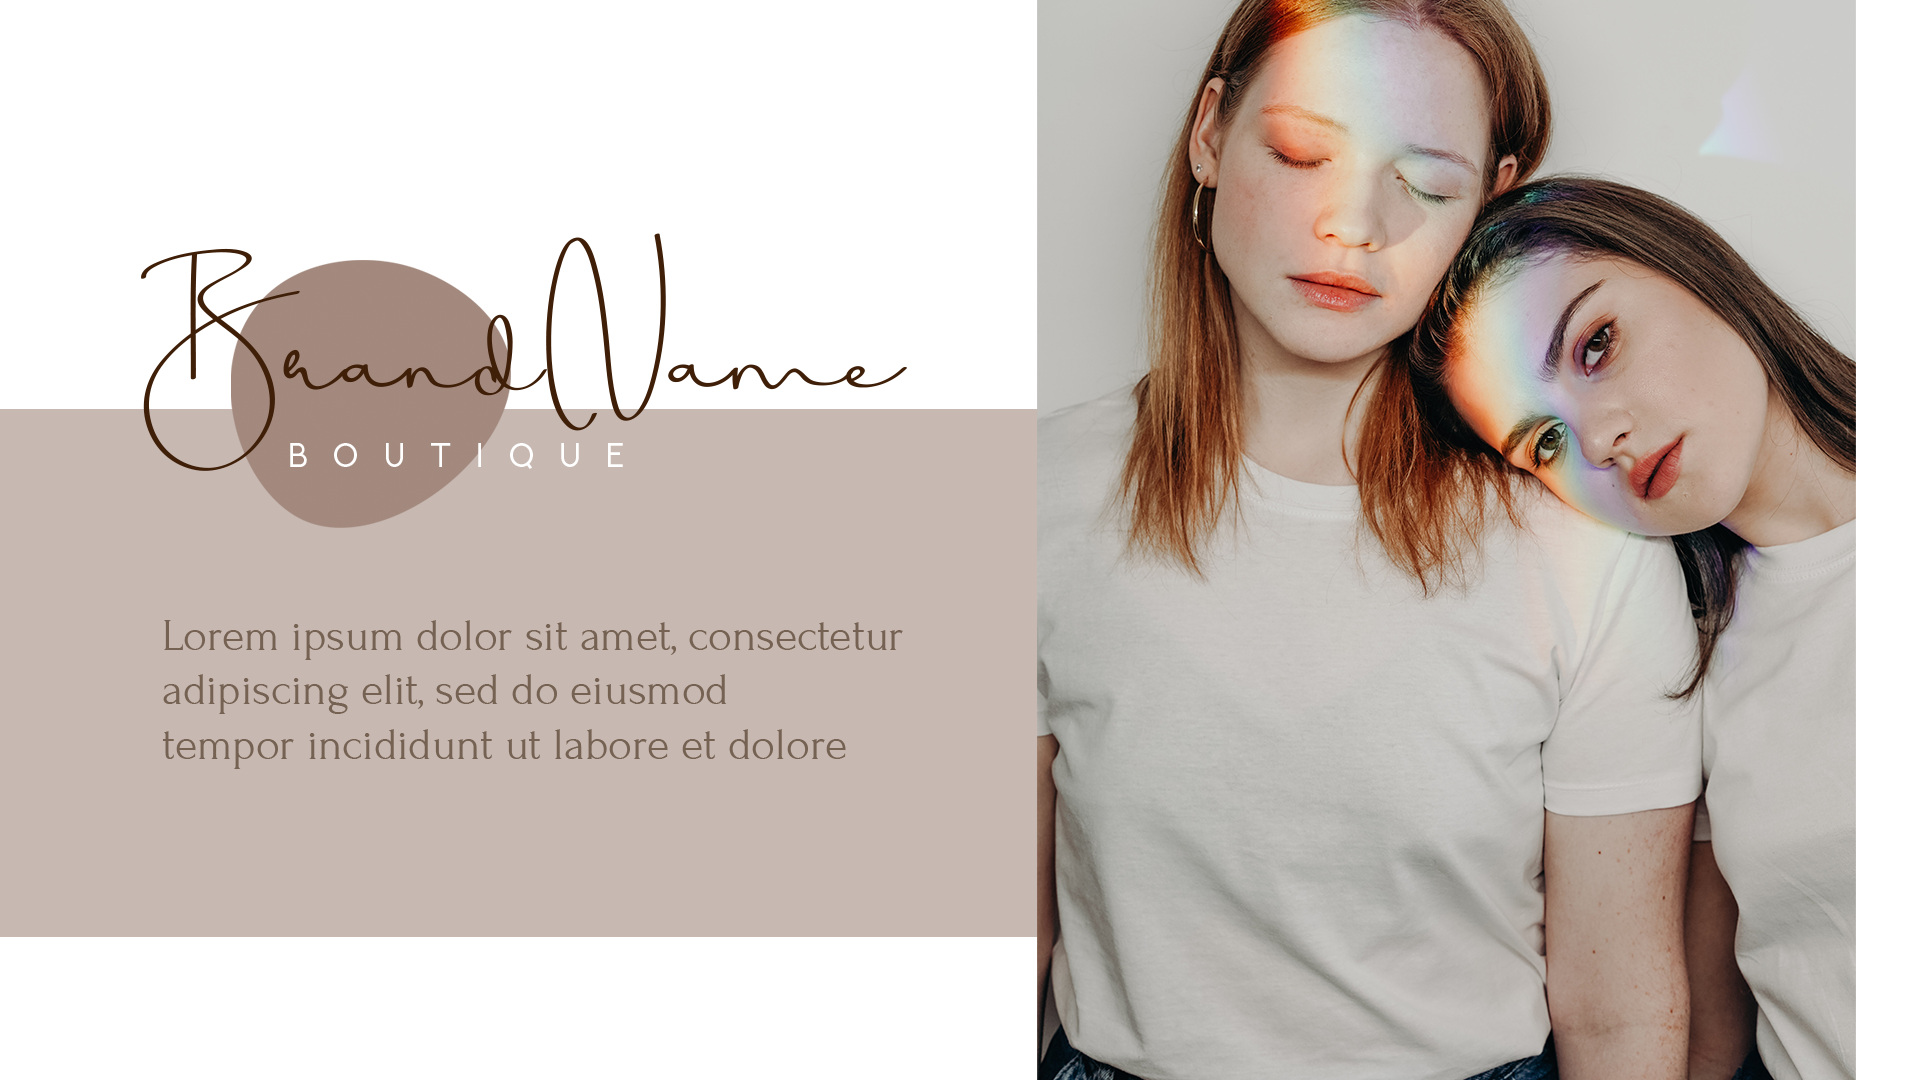 BrandName
BOUTIQUE
Lorem ipsum dolor sit amet, consectetur
adipiscing elit, sed do eiusmod
tempor incididunt ut labore et dolore